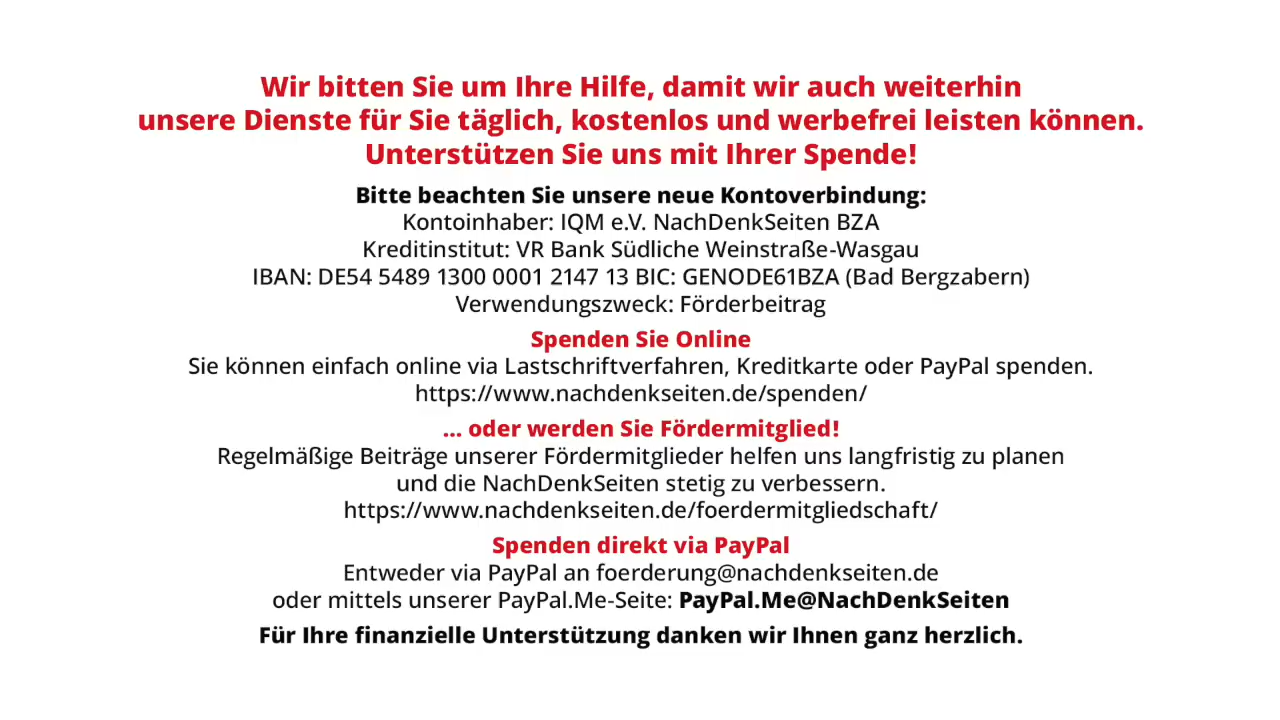 Wir bitten Sie um Ihre Hilfe, damit wir auch weiterhin
unsere Dienste für Sie täglich, kostenlos und werbefrei leisten können.
Unterstützen Sie uns mit Ihrer Spende!
Bitte beachten Sie unsere neue Kontoverbindung:
Kontoinhaber: IQM e.V. NachDenkSeiten BZA
Kreditinstitut: VR Bank Südliche Weinstraße-Wasgau
IBAN: DE54 5489 1300 0001 2147 13 BIC: GENODE61BZA (Bad Bergzabern)
Verwendungszweck: Förderbeitrag
Spenden Sie Online
Sie können einfach online via Lastschriftverfahren, Kreditkarte oder PayPal spenden.
https://www.nachdenkseiten.de/spenden/
... oder werden Sie Fördermitglied!
Regelmäßige Beiträge unserer Fördermitglieder helfen uns langfristig zu planen
und die NachDenkSeiten stetig zu verbessern.
https://www.nachdenkseiten.de/foerdermitgliedschaft/
Spenden direkt via PayPal
Entweder via PayPal an foerderung@nachdenkseiten.de
oder mittels unserer PayPal.Me-Seite: PayPal.Me@NachDenkSeiten
Für Ihre finanzielle Unterstützung danken wir Ihnen ganz herzlich.